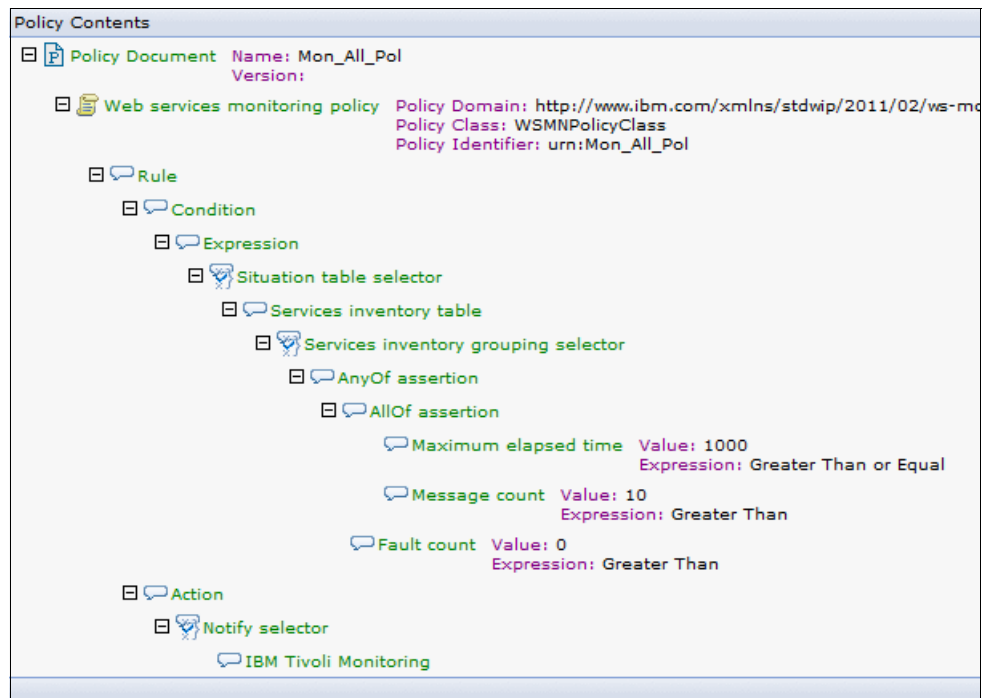 Policy Contents
Policy Document Name: Mon_All_Pol
Version:
Web services monitoring policy Policy Domain: http://www.ibm.com/xmlns/stdwip/2011/02/ws-mo
Policy Class: WSMNPolicyClass
Policy Identifier: urn:Mon_All_Pol
Rule
Condition
Expression
Situation table selector
Services inventory table
Services inventory grouping selector
AnyOf assertion
AllOf assertion
Maximum elapsed time Value: 1000
Expression: Greater Than or Equal
Message count Value: 10
Expression: Greater Than
Fault count Value: 0
Expression: Greater Than
Action
Notify selector
IBM Tivoli Monitoring